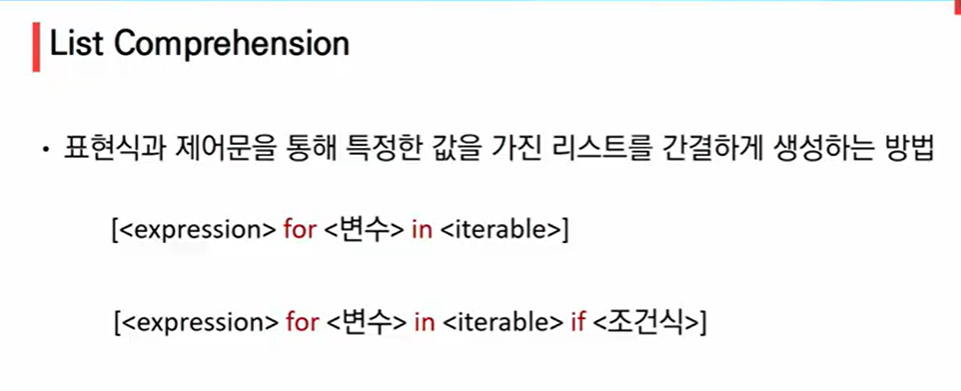 List Comprehension
• 표현식과 제어문을 통해 특정한 값을 가진 리스트를 간결하게 생성하는 방법
[<expression> for <변수> in <iterable>]
[<expression> for <변수> in <iterable> if <조건식>]